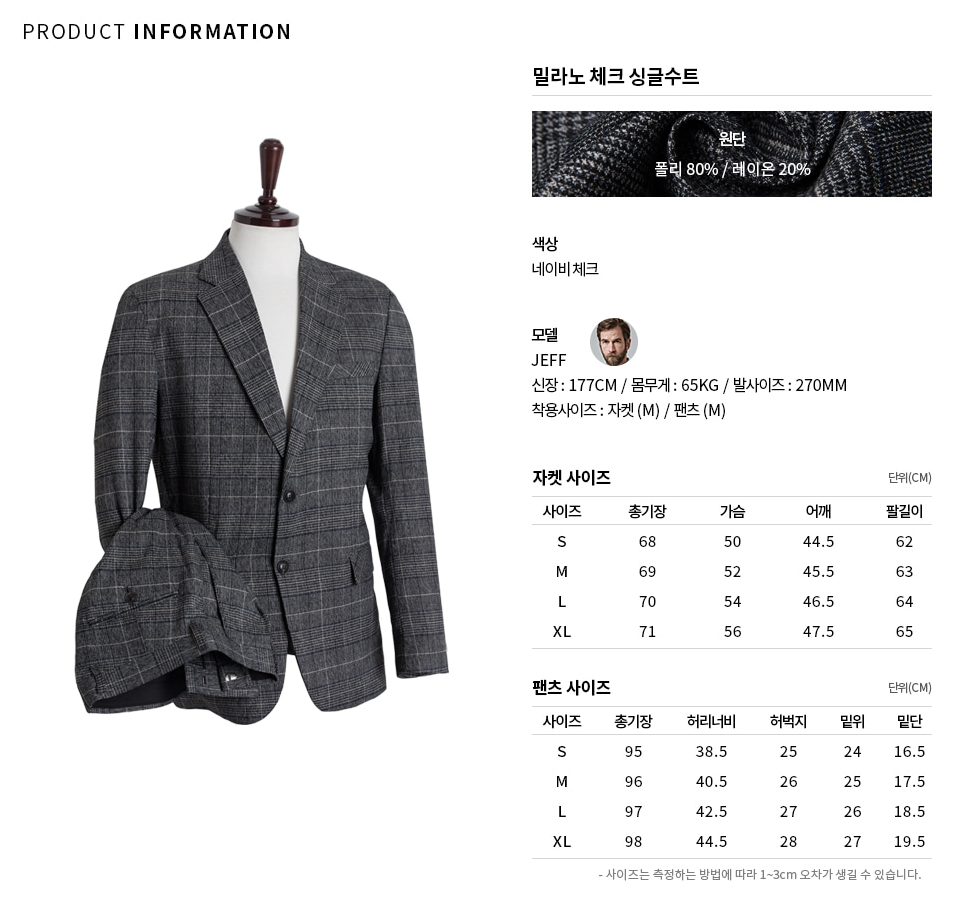 PRODUCT INFORMATION
밀라노 체크 싱글수트
원단
폴리 80% / 레이온 20%
색상
네이비체크
모델
JEFF
신장 : 177CM / 몸무게 : 65KG / 발사이즈 : 270MM
착용사이즈 : 자켓 (M) / 팬츠 (M)
자켓 사이즈 단위(CM)
사이즈 총기장 가슴 어깨 팔길이
S 68 50 44.5 62
M 69 52 45.5 63
L 70 54 46.5 64
XL 71 56 47.5 65
팬츠 사이즈 단위(CM)
사이즈 총기장 허리너비 허벅지 밑위 밑단
S 95 38.5 25 24 16.5
M 96 40.5 26 25 17.5
L 97 42.5 27 26 18.5
XL 98 44.5 28 27 19.5
- 사이즈는 측정하는 방법에 따라 1~3cm 오차가 생길 수 있습니다.